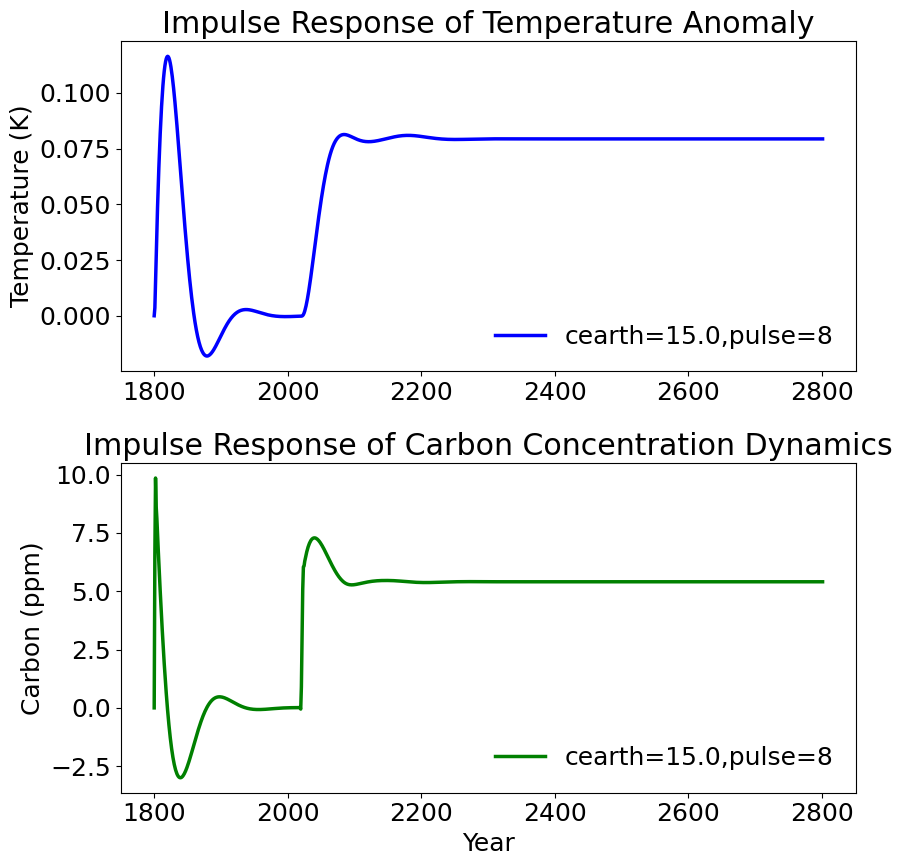 Impulse Response of Temperature Anomaly
Temperature (K)
0.100
0.075
0.050
0.025
0.000
cearth=15.0,pulse=8
1800 2000 2200 2400 2600 2800
Impulse Response of Carbon Concentration Dynamics
Carbon (ppm)
10.0
7.5
5.0
2.5
0.0
−2.5
cearth=15.0,pulse=8
1800 2000 2200 2400 2600 2800
Year